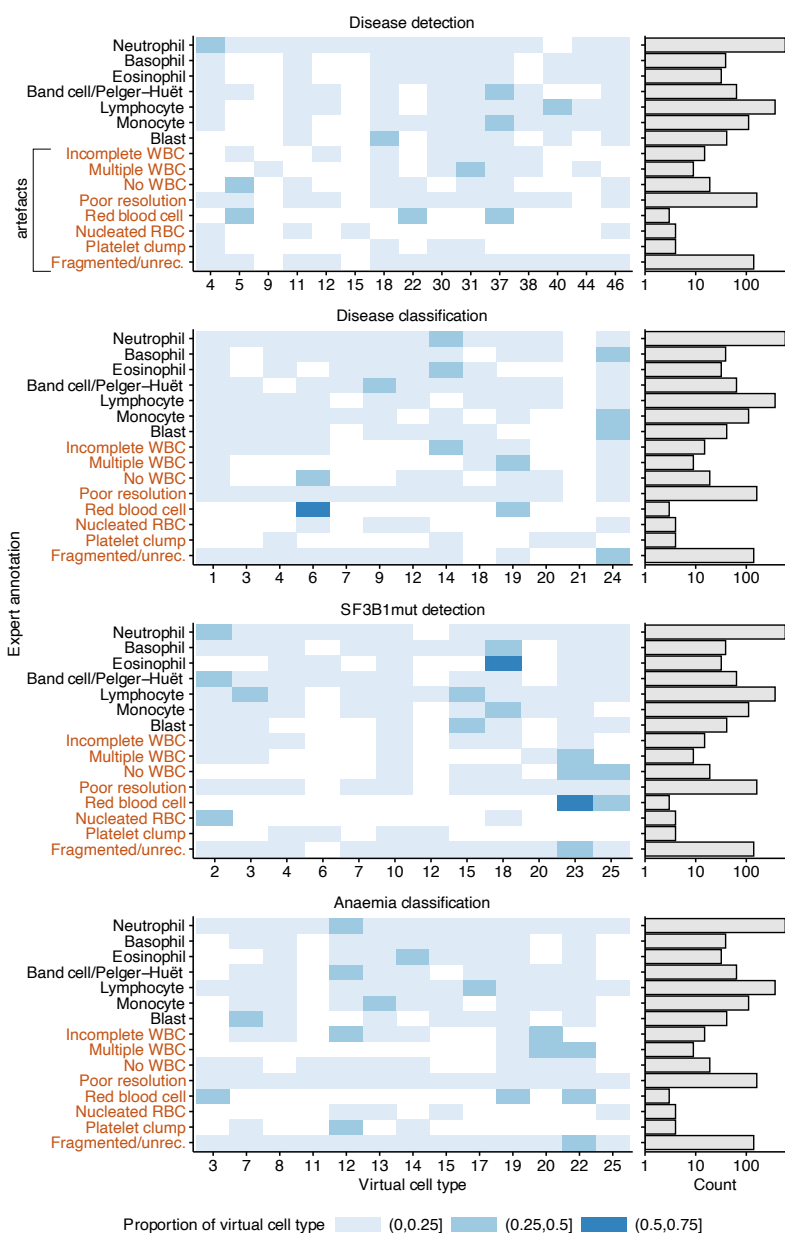 Disease detection
Neutrophil
Basophil
Eosinophil
Band cell/Pelger–Huët
Lymphocyte
Monocyte
Blast
Incomplete WBC
Multiple WBC
No WBC
Poor resolution
Red blood cell
Nucleated RBC
Platelet clump
Fragmented/unrec.
artefacts
4 5 9 11 12 15 18 22 30 31 37 38 40 44 46
1 10 100
Disease classification
Neutrophil
Basophil
Eosinophil
Band cell/Pelger–Huët
Lymphocyte
Monocyte
Blast
Incomplete WBC
Multiple WBC
No WBC
Poor resolution
Red blood cell
Nucleated RBC
Platelet clump
Fragmented/unrec.
1 3 4 6 7 9 12 14 18 19 20 21 24
1 10 100
Expert annotation
SF3B1mut detection
Neutrophil
Basophil
Eosinophil
Band cell/Pelger–Huët
Lymphocyte
Monocyte
Blast
Incomplete WBC
Multiple WBC
No WBC
Poor resolution
Red blood cell
Nucleated RBC
Platelet clump
Fragmented/unrec.
2 3 4 6 7 10 12 15 18 20 23 25
1 10 100
Anaemia classification
Neutrophil
Basophil
Eosinophil
Band cell/Pelger–Huët
Lymphocyte
Monocyte
Blast
Incomplete WBC
Multiple WBC
No WBC
Poor resolution
Red blood cell
Nucleated RBC
Platelet clump
Fragmented/unrec.
3 7 8 11 12 13 14 17 19 20 22 25
1 10 100
Virtual cell type
Count
Proportion of virtual cell type (0,0.25] (0.25,0.5] (0.5,0.75]